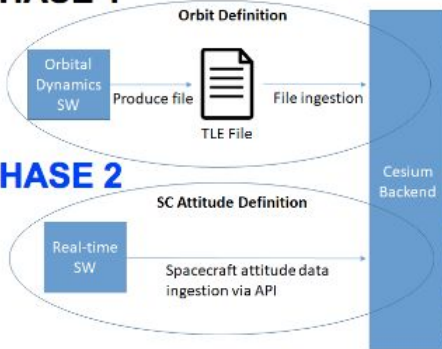 HASE 1
Orbit Definition
Orbital
Dynamics
SW
Produce file
TLE File
File ingestion
HASE 2
SC Attitude Definition
Cesium
Backend
Real-time
SW
Spacecraft attitude data
ingestion via API